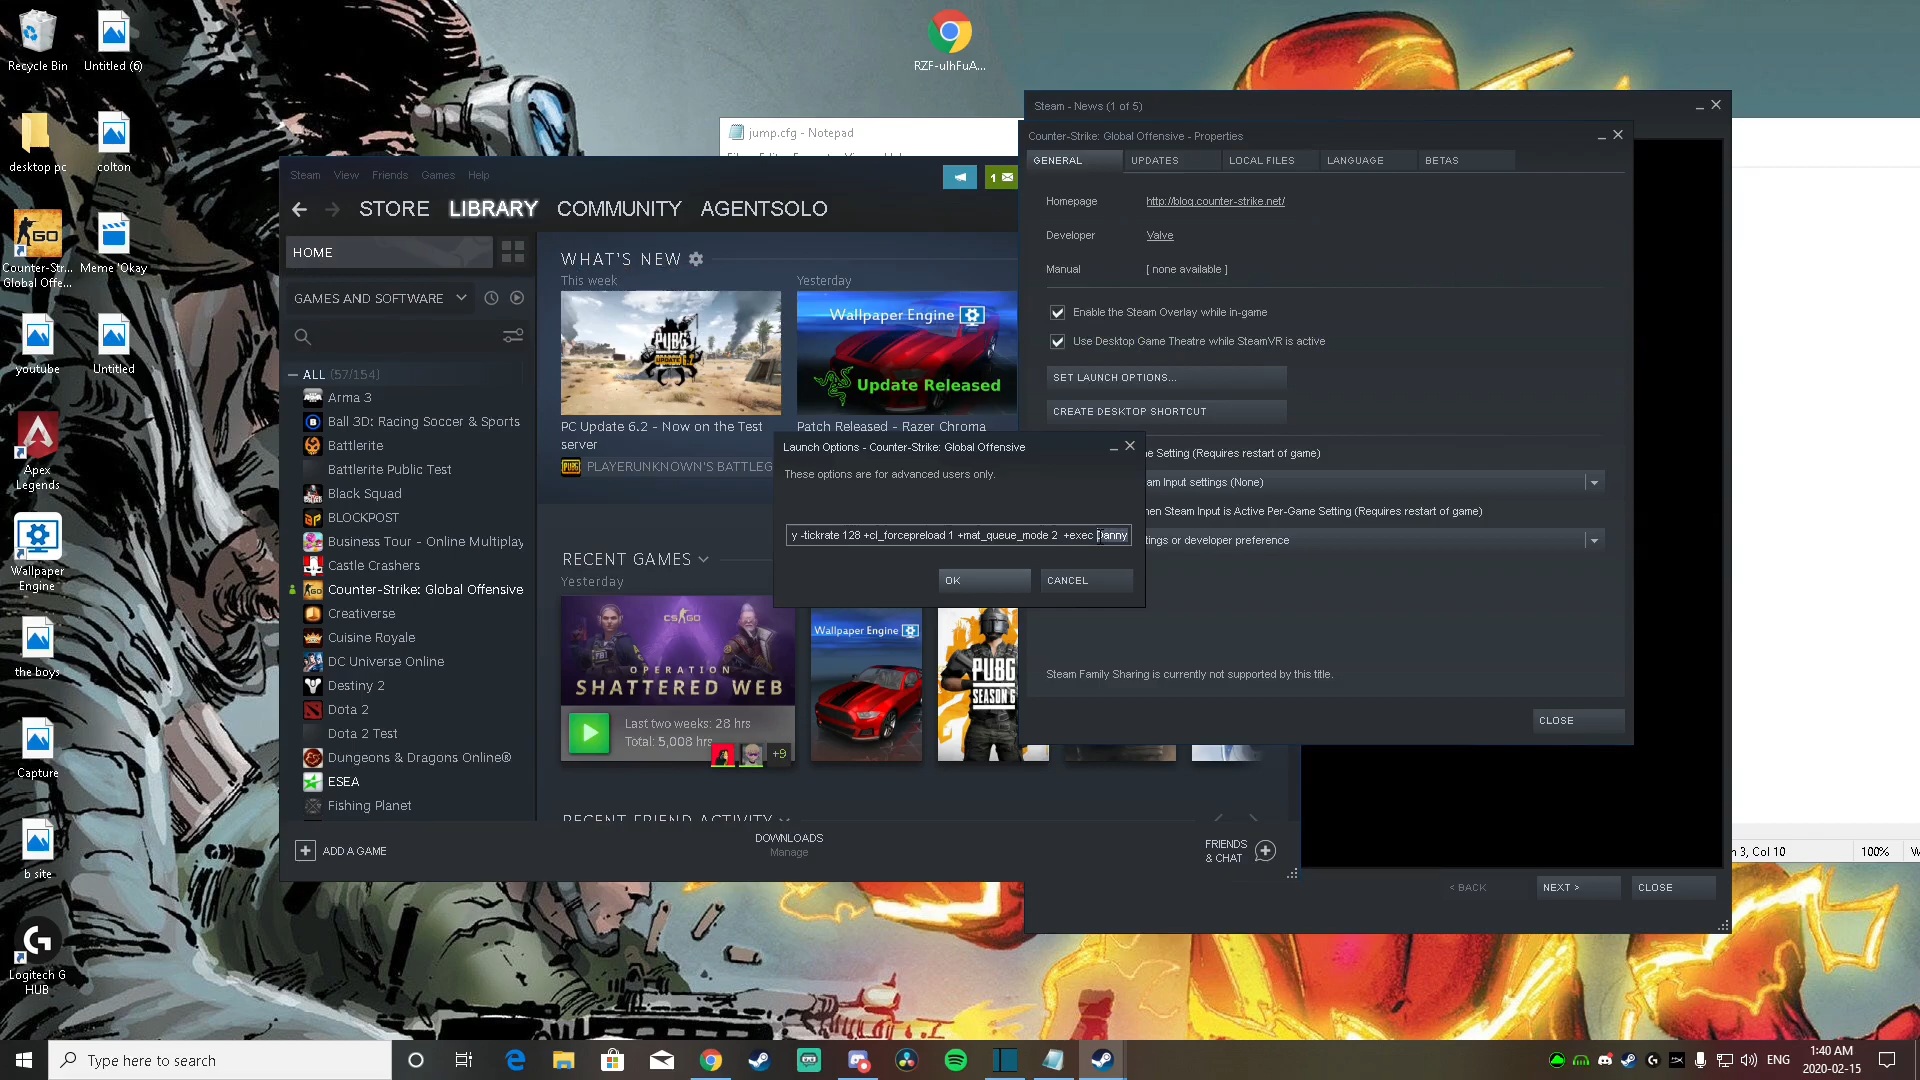 Recycle Bin
Untitled (6)
RZF-ulhFuA...
desktop pc
colton
Counter-Str...
Global Offe...
Meme 'Okay
youtube
Untitled
Apex
Legends
Wallpaper
Engine
the boys
Capture
b site
Logitech G
HUB
jump.cfg - Notepad
Steam View Friends Games Help
1
STORE LIBRARY COMMUNITY AGENTSOLO
HOME
GAMES AND SOFTWARE
ALL (57/154)
Arma 3
Ball 3D: Racing Soccer & Sports
Battlerite
Battlerite Public Test
Black Squad
BLOCKPOST
Business Tour - Online Multiplay
Castle Crashers
Counter-Strike: Global Offensive
Creativerse
Cuisine Royale
DC Universe Online
Destiny 2
Dota 2
Dota 2 Test
Dungeons & Dragons Online®
ESEA
Fishing Planet
ADD A GAME
WHAT'S NEW
This week
Yesterday
PUBG
UPDATE 6.2
Wallpaper Engine
Update Released
PC Update 6.2 - Now on the Test
server
PLAYERUNKNOWN'S BATTLEG
Patch Released - Razer Chroma
RECENT GAMES
Yesterday
CS:GO
OPERATION
SHATTERED WEB
Last two weeks: 28 hrs
Total: 5,008 hrs
+9
Wallpaper Engine
PUBG
SEASON 6
RECENT FRIEND ACTIVITY
DOWNLOADS
Manage
FRIENDS
& CHAT
Steam - News (1 of 5)
Counter-Strike: Global Offensive - Properties
GENERAL UPDATES LOCAL FILES LANGUAGE BETAS
Homepage http://blog.counter-strike.net/
Developer Valve
Manual [ none available ]
Enable the Steam Overlay while in-game
Use Desktop Game Theatre while SteamVR is active
SET LAUNCH OPTIONS...
CREATE DESKTOP SHORTCUT
e Setting (Requires restart of game)
am Input settings (None)
en Steam Input is Active Per-Game Setting (Requires restart of game)
tings or developer preference
Steam Family Sharing is currently not supported by this title.
CLOSE
Launch Options - Counter-Strike: Global Offensive
These options are for advanced users only.
y -tickrate 128 +cl_forcepreload 1 +mat_queue_mode 2  +exec Danny
OK CANCEL
n 3, Col 10 100% W
< BACK NEXT > CLOSE
Type here to search
ENG
1:40 AM
2020-02-15